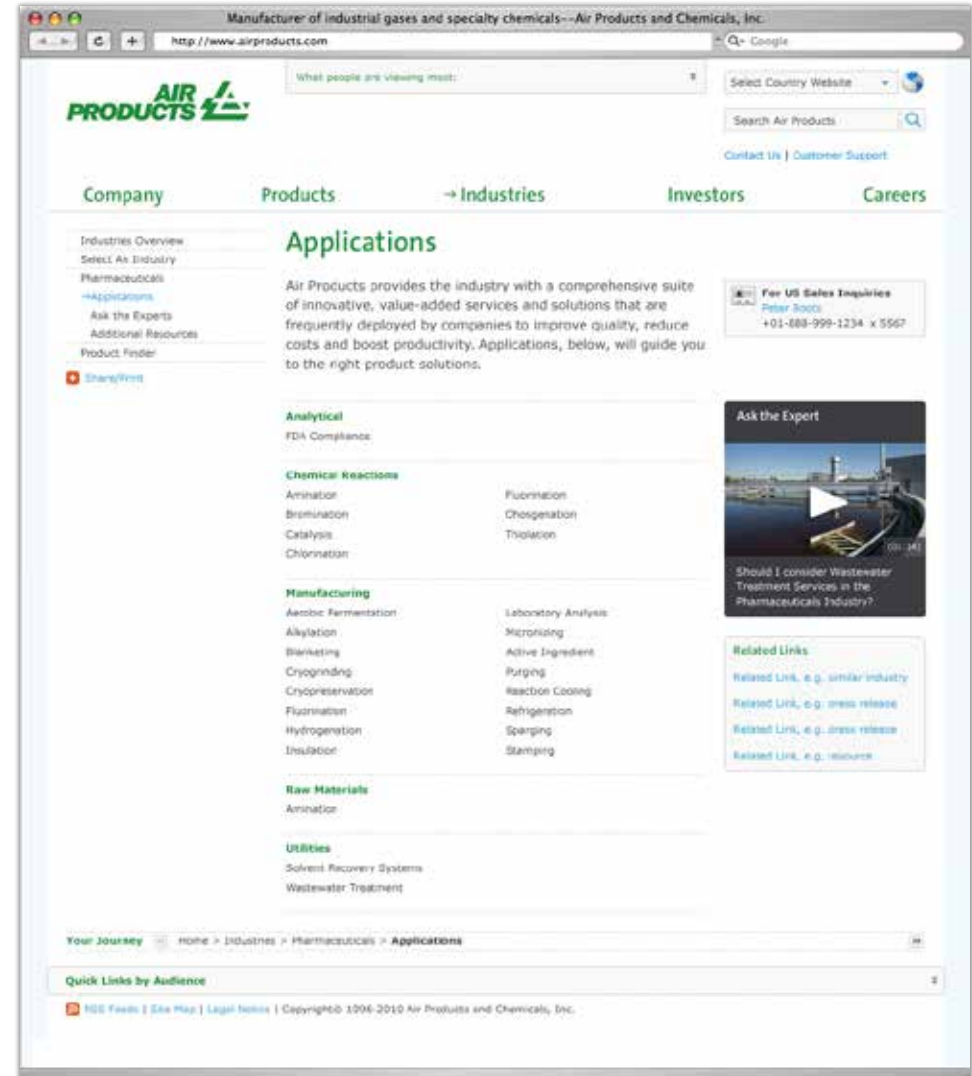 Manufacturer of industrial gases and specialty chemicals--Air Products and Chemicals, Inc.
http://www.airproducts.com
Google
AIR PRODUCTS
What people are viewing most:
Select Country Website
Search Air Products
Contact Us | Customer Support
Company Products →Industries Investors Careers
Industries Overview
Select An Industry
Pharmaceuticals
→Applications
Ask the Experts
Additional Resources
Product Finder
Share/Print
Applications
Air Products provides the industry with a comprehensive suite
of innovative, value-added services and solutions that are
frequently deployed by companies to improve quality, reduce
costs and boost productivity. Applications, below, will guide you
to the right product solutions.
For US Sales Inquiries
Peter Boots
+01-888-999-1234 x 5567
Analytical
FDA Compliance
Chemical Reactions
Amination
Bromination
Catalysis
Chlorination
Fluorination
Chosgenation
Thiolation
Manufacturing
Aerobic Fermentation
Alkylation
Blanketing
Cryogrinding
Cryopreservation
Fluorination
Hydrogenation
Insulation
Laboratory Analysis
Micronizing
Active Ingredient
Purging
Reaction Cooling
Refrigeration
Sparging
Stamping
Raw Materials
Amination
Utilities
Solvent Recovery Systems
Wastewater Treatment
Ask the Expert
Should I consider Wastewater
Treatment Services in the
Pharmaceuticals Industry?
Related Links
Related Link, e.g. similar industry
Related Link, e.g. press release
Related Link, e.g. press release
Related Link, e.g. resource
Your Journey Home > Industries > Pharmaceuticals > Applications
Quick Links by Audience
RSS Feeds | Site Map | Legal Notice | Copyright© 1996-2010 Air Products and Chemicals, Inc.